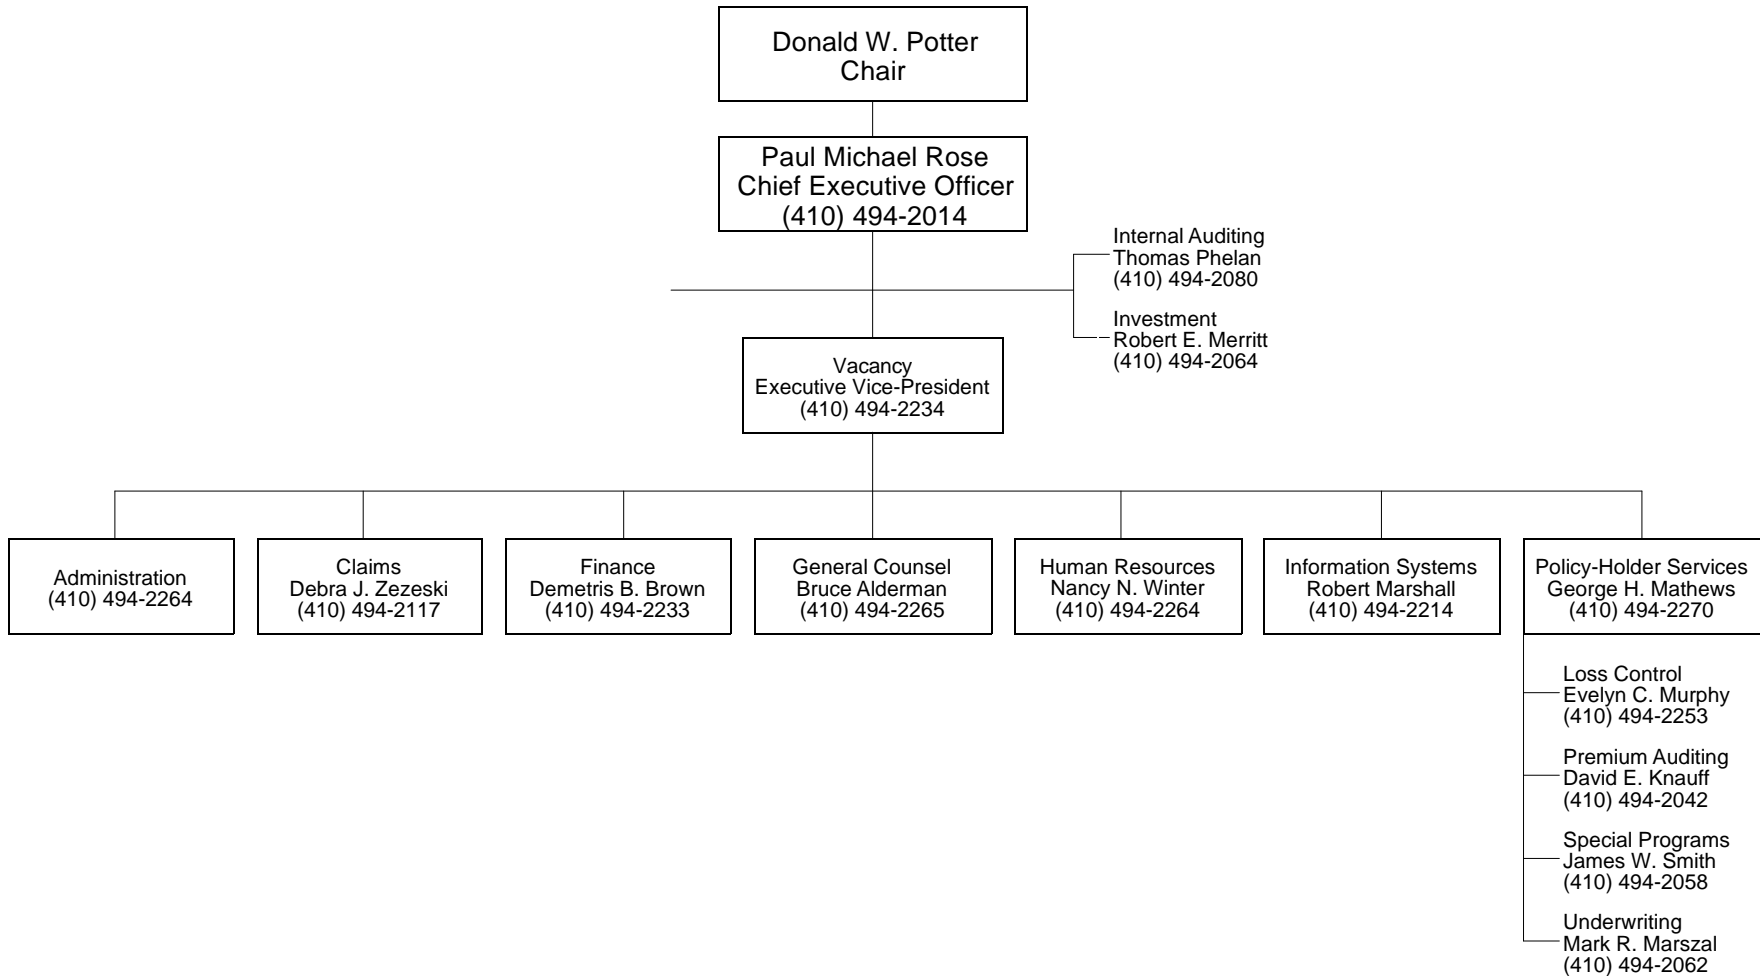 Donald W. Potter
Chair
Paul Michael Rose
Chief Executive Officer
(410) 494-2014
Internal Auditing
Thomas Phelan
(410) 494-2080
Investment
Robert E. Merritt
(410) 494-2064
Vacancy
Executive Vice-President
(410) 494-2234
Administration
(410) 494-2264
Claims
Debra J. Zezeski
(410) 494-2117
Finance
Demetris B. Brown
(410) 494-2233
General Counsel
Bruce Alderman
(410) 494-2265
Human Resources
Nancy N. Winter
(410) 494-2264
Information Systems
Robert Marshall
(410) 494-2214
Policy-Holder Services
George H. Mathews
(410) 494-2270
Loss Control
Evelyn C. Murphy
(410) 494-2253
Premium Auditing
David E. Knauff
(410) 494-2042
Special Programs
James W. Smith
(410) 494-2058
Underwriting
Mark R. Marszal
(410) 494-2062